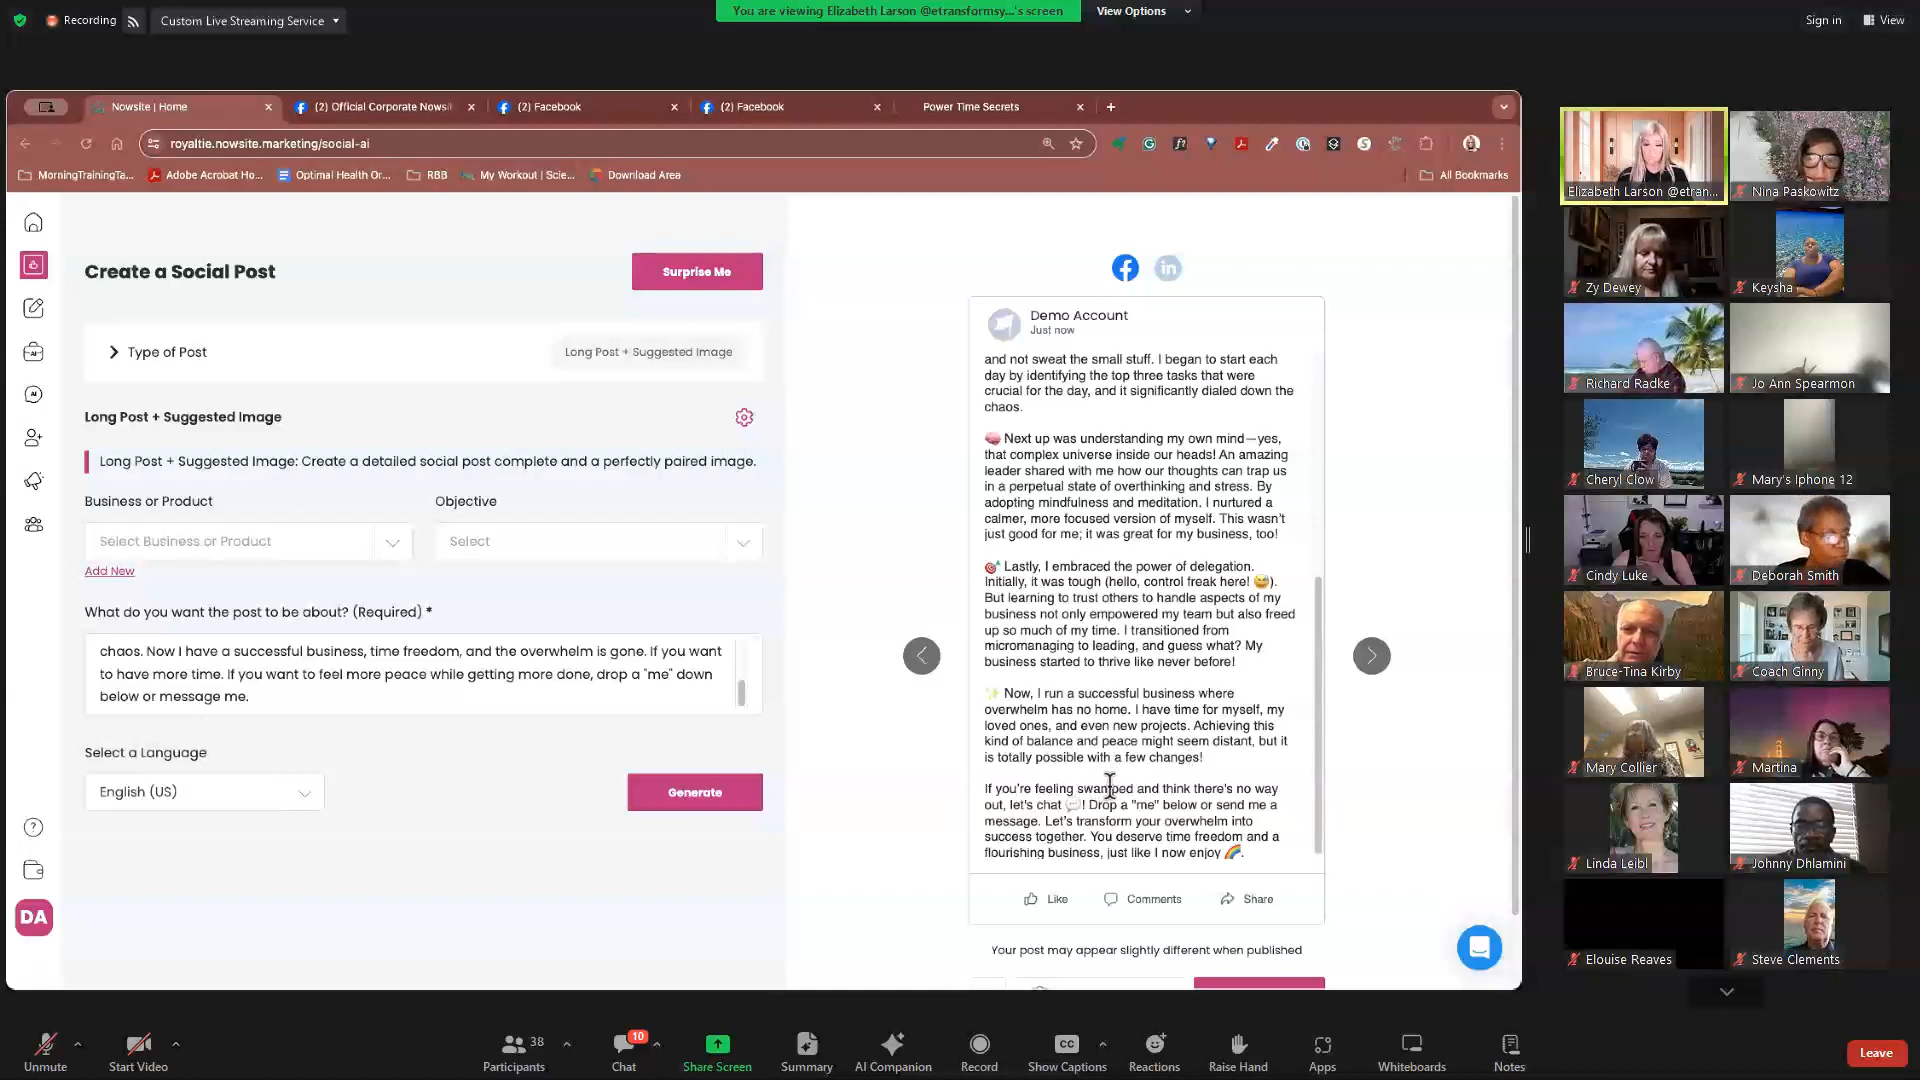 Recording
Custom Live Streaming Service
You are viewing Elizabeth Larson @etransformsy...'s screen
View Options
Sign in
View
Nowsite | Home
(2) Official Corporate Nowsi
(2) Facebook
(2) Facebook
Power Time Secrets
royaltie.nowsite.marketing/social-ai
MorningTrainingTa...
Adobe Acrobat Ho...
Optimal Health Or...
RBB
My Workout | Scie...
Download Area
All Bookmarks
Create a Social Post
Surprise Me
Type of Post
Long Post + Suggested Image
Long Post + Suggested Image
Long Post + Suggested Image: Create a detailed social post complete and a perfectly paired image.
Business or Product
Objective
Select Business or Product
Select
Add New
What do you want the post to be about? (Required) *
chaos. Now I have a successful business, time freedom, and the overwhelm is gone. If you want
to have more time. If you want to feel more peace while getting more done, drop a "me" down
below or message me.
Select a Language
English (US)
Generate
DA
Demo Account
Just now
and not sweat the small stuff. I began to start each
day by identifying the top three tasks that were
crucial for the day, and it significantly dialed down the
chaos.
🧠 Next up was understanding my own mind—yes,
that complex universe inside our heads! An amazing
leader shared with me how our thoughts can trap us
in a perpetual state of overthinking and stress. By
adopting mindfulness and meditation, I nurtured a
calmer, more focused version of myself. This wasn't
just good for me; it was great for my business, too!
🎯 Lastly, I embraced the power of delegation.
Initially, it was tough (hello, control freak here! 😅).
But learning to trust others to handle aspects of my
business not only empowered my team but also freed
up so much of my time. I transitioned from
micromanaging to leading, and guess what? My
business started to thrive like never before!
✨ Now, I run a successful business where
overwhelm has no home. I have time for myself, my
loved ones, and even new projects. Achieving this
kind of balance and peace might seem distant, but it
is totally possible with a few changes!
If you're feeling swamped and think there's no way
out, let's chat 💬! Drop a "me" below or send me a
message. Let's transform your overwhelm into
success together. You deserve time freedom and a
flourishing business, just like I now enjoy 🌈.
Like
Comments
Share
Your post may appear slightly different when published
Elizabeth Larson @etran...
Nina Paskowitz
Zy Dewey
Keysha
Richard Radke
Jo Ann Spearmon
Cheryl Clow
Mary's Iphone 12
Cindy Luke
Deborah Smith
Bruce-Tina Kirby
Coach Ginny
Mary Collier
Martina
Linda Leibl
Johnny Dhlamini
Elouise Reaves
Steve Clements
Unmute
Start Video
38
Participants
10
Chat
Share Screen
Summary
AI Companion
Record
CC
Show Captions
Reactions
Raise Hand
Apps
Whiteboards
Notes
Leave